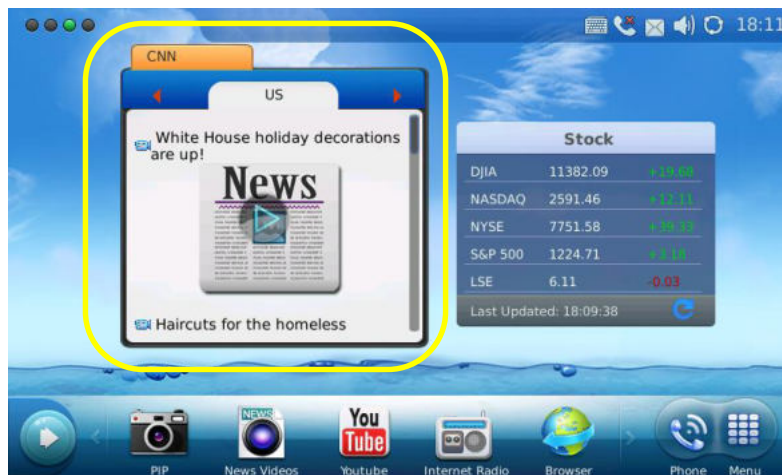 18:11
CNN
US
White House holiday decorations
are up!
News
Haircuts for the homeless
Stock
DJIA 11382.09 +19.68
NASDAQ 2591.46 +12.11
NYSE 7751.58 +39.33
S&P 500 1224.71 +3.18
LSE 6.11 -0.03
Last Updated: 18:09:38
NEWS
You
Tube
PIP
News Videos
Youtube
Internet Radio
Browser
Phone
Menu